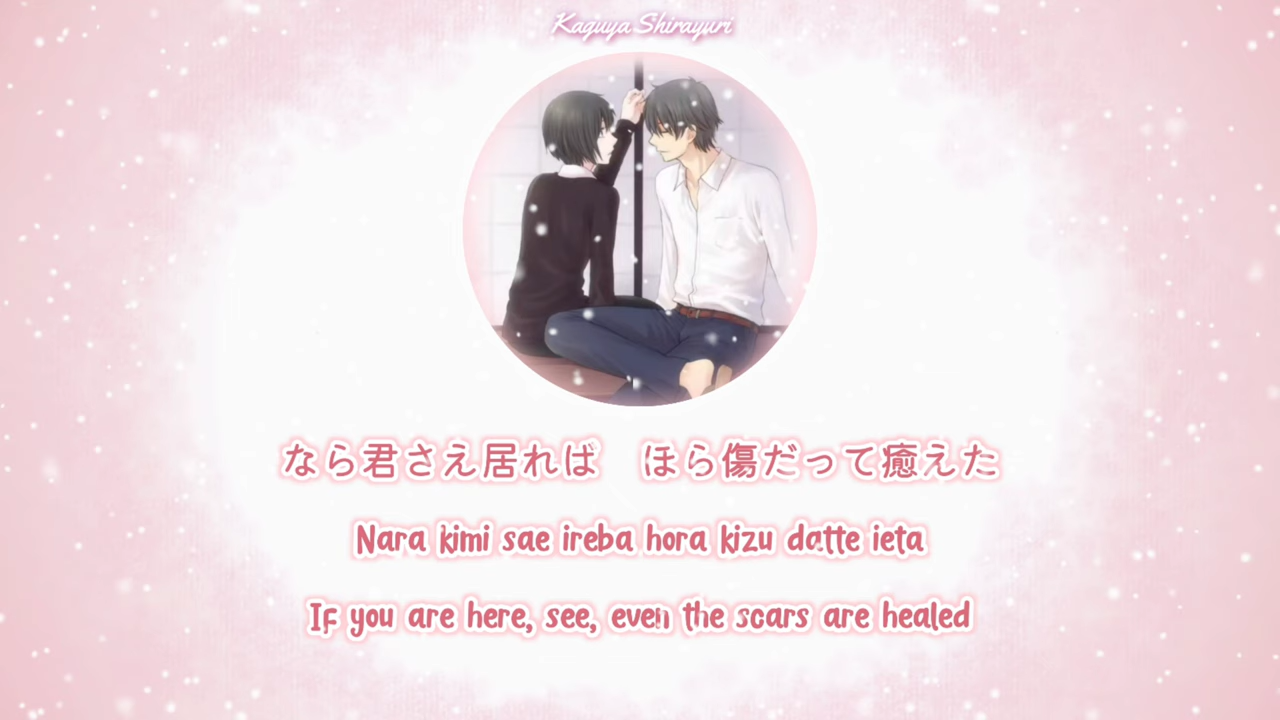 Kaguya Shirayuri
なら君さえ居れば　ほら傷だって癒えた
Nara kimi sae ireba hora kizu datte ieta
If you are here, see, even the scars are healed